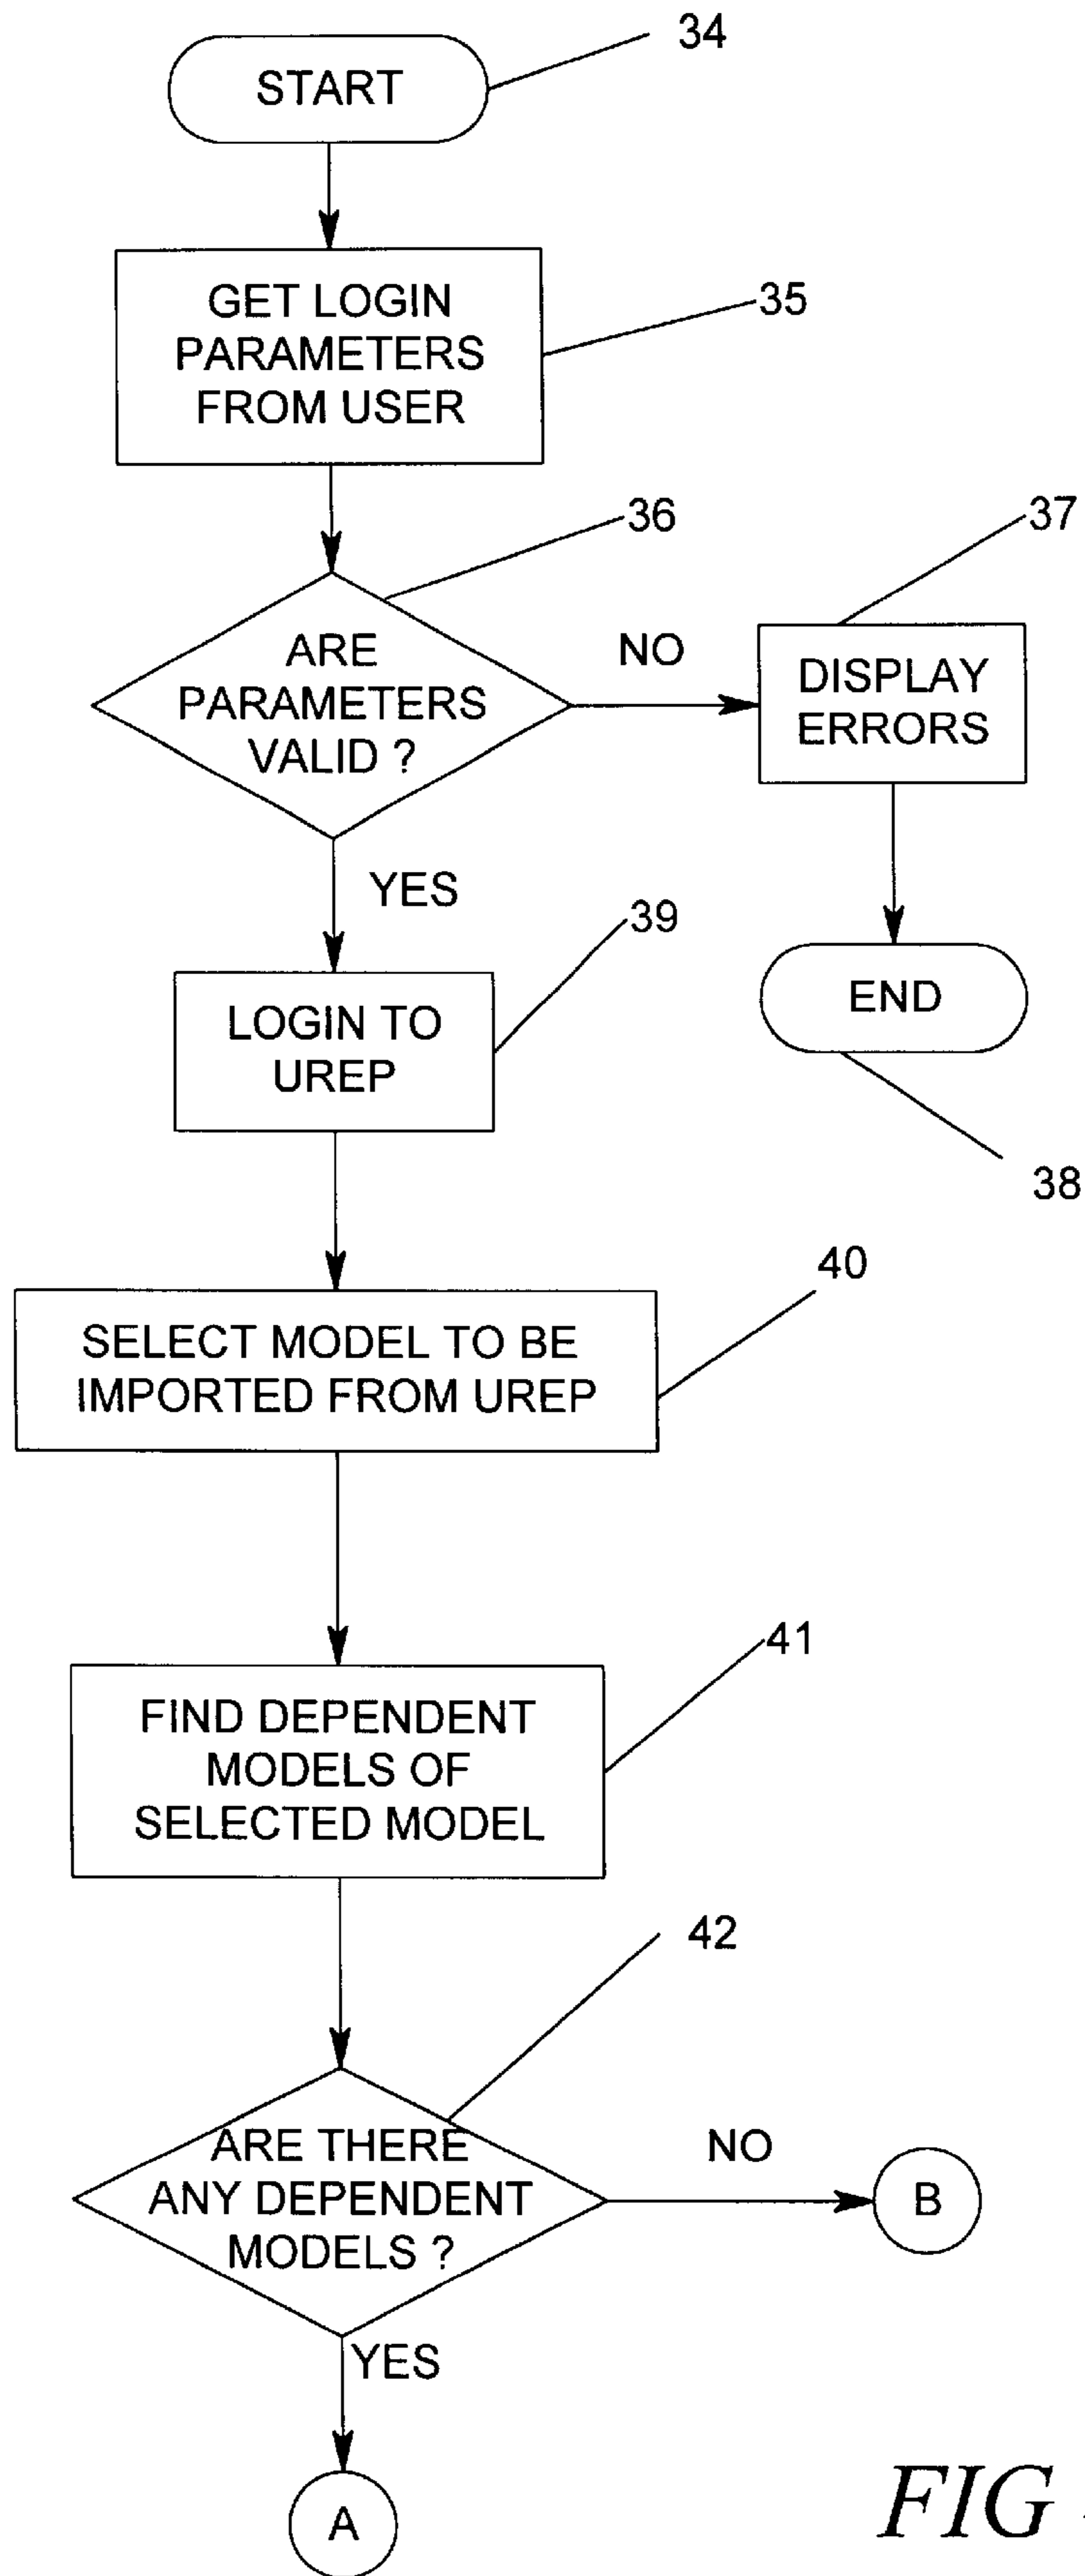 START
34
GET LOGIN
PARAMETERS
FROM USER
35
36
ARE
PARAMETERS
VALID ?
NO
37
DISPLAY
ERRORS
YES
END
38
39
LOGIN TO
UREP
40
SELECT MODEL TO BE
IMPORTED FROM UREP
41
FIND DEPENDENT
MODELS OF
SELECTED MODEL
42
ARE THERE
ANY DEPENDENT
MODELS ?
NO
B
YES
A
FIG